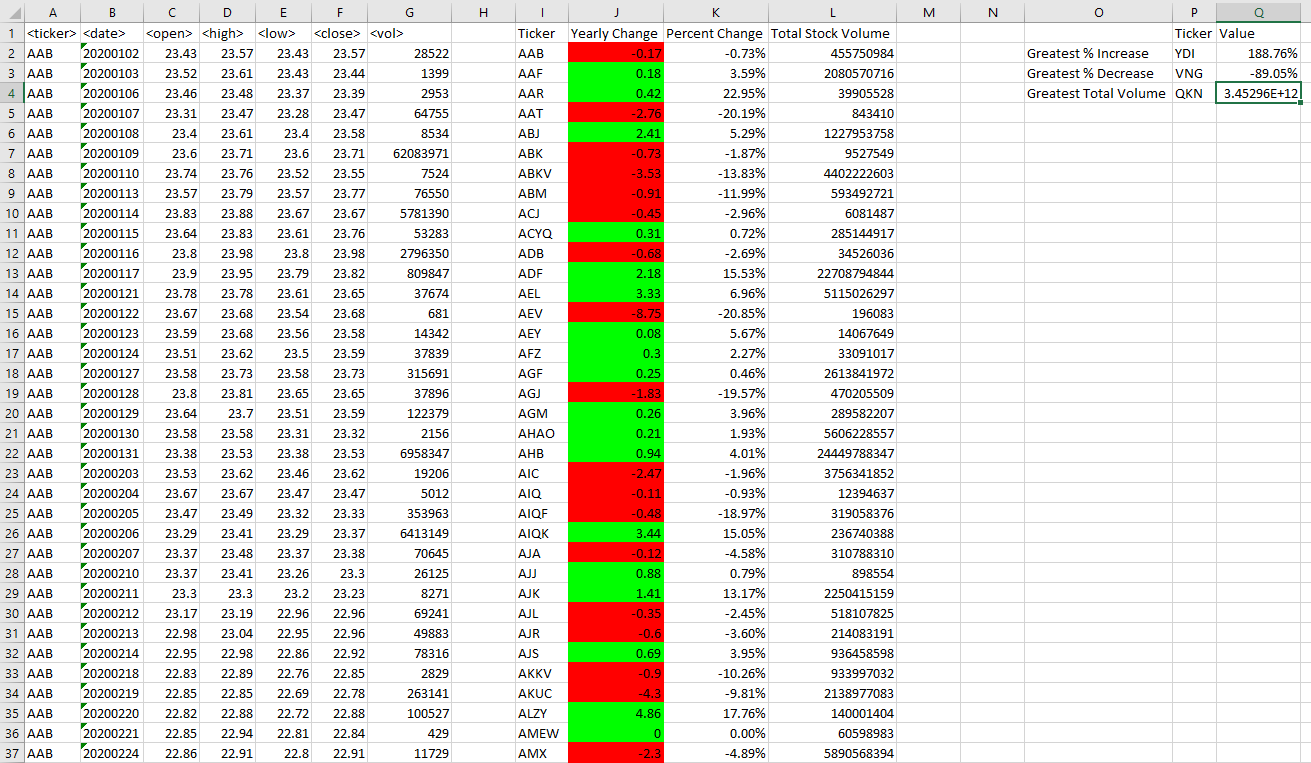 A B C D E F G H I J K L M N O P Q
1 <ticker> <date> <open> <high> <low> <close> <vol> Ticker Yearly Change Percent Change Total Stock Volume Ticker Value
2 AAB 20200102 23.43 23.57 23.43 23.57 28522 AAB -0.17 -0.73% 455750984 Greatest % Increase YDI 188.76%
3 AAB 20200103 23.52 23.61 23.43 23.44 1399 AAF 0.18 3.59% 2080570716 Greatest % Decrease VNG -89.05%
4 AAB 20200106 23.46 23.48 23.37 23.39 2953 AAR 0.42 22.95% 39905528 Greatest Total Volume QKN 3.45296E+12
5 AAB 20200107 23.31 23.47 23.28 23.47 64755 AAT -2.76 -20.19% 843410
6 AAB 20200108 23.4 23.61 23.4 23.58 8534 ABJ 2.41 5.29% 1227953758
7 AAB 20200109 23.6 23.71 23.6 23.71 62083971 ABK -0.73 -1.87% 9527549
8 AAB 20200110 23.74 23.76 23.52 23.55 7524 ABKV -3.53 -13.83% 4402222603
9 AAB 20200113 23.57 23.79 23.57 23.77 76550 ABM -0.91 -11.99% 593492721
10 AAB 20200114 23.83 23.88 23.67 23.67 5781390 ACJ -0.45 -2.96% 6081487
11 AAB 20200115 23.64 23.83 23.61 23.76 53283 ACYQ 0.31 0.72% 285144917
12 AAB 20200116 23.8 23.98 23.8 23.98 2796350 ADB -0.68 -2.69% 34526036
13 AAB 20200117 23.9 23.95 23.79 23.82 809847 ADF 2.18 15.53% 22708794844
14 AAB 20200121 23.78 23.78 23.61 23.65 37674 AEL 3.33 6.96% 5115026297
15 AAB 20200122 23.67 23.68 23.54 23.68 681 AEV -8.75 -20.85% 196083
16 AAB 20200123 23.59 23.68 23.56 23.58 14342 AEY 0.08 5.67% 14067649
17 AAB 20200124 23.51 23.62 23.5 23.59 37839 AFZ 0.3 2.27% 33091017
18 AAB 20200127 23.58 23.73 23.58 23.73 315691 AGF 0.25 0.46% 2613841972
19 AAB 20200128 23.8 23.81 23.65 23.65 37896 AGJ -1.83 -19.57% 470205509
20 AAB 20200129 23.64 23.7 23.51 23.59 122379 AGM 0.26 3.96% 289582207
21 AAB 20200130 23.58 23.58 23.31 23.32 2156 AHAO 0.21 1.93% 5606228557
22 AAB 20200131 23.38 23.53 23.38 23.53 6958347 AHB 0.94 4.01% 24449788347
23 AAB 20200203 23.53 23.62 23.46 23.62 19206 AIC -2.47 -1.96% 3756341852
24 AAB 20200204 23.67 23.67 23.47 23.47 5012 AIQ -0.11 -0.93% 12394637
25 AAB 20200205 23.47 23.49 23.32 23.33 353963 AIQF -0.48 -18.97% 319058376
26 AAB 20200206 23.29 23.41 23.29 23.37 6413149 AIQK 3.44 15.05% 236740388
27 AAB 20200207 23.37 23.48 23.37 23.38 70645 AJA -0.12 -4.58% 310788310
28 AAB 20200210 23.37 23.41 23.26 23.3 26125 AJJ 0.88 0.79% 898554
29 AAB 20200211 23.3 23.3 23.2 23.23 8271 AJK 1.41 13.17% 2250415159
30 AAB 20200212 23.17 23.19 22.96 22.96 69241 AJL -0.35 -2.45% 518107825
31 AAB 20200213 22.98 23.04 22.95 22.96 49883 AJR -0.6 -3.60% 214083191
32 AAB 20200214 22.95 22.98 22.86 22.92 78316 AJS 0.69 3.95% 936458598
33 AAB 20200218 22.83 22.89 22.76 22.85 2829 AKKV -0.9 -10.26% 933997032
34 AAB 20200219 22.85 22.85 22.69 22.78 263141 AKUC -4.3 -9.81% 2138977083
35 AAB 20200220 22.82 22.88 22.72 22.88 100527 ALZY 4.86 17.76% 140001404
36 AAB 20200221 22.85 22.94 22.81 22.84 429 AMEW 0 0.00% 60598983
37 AAB 20200224 22.86 22.91 22.8 22.91 11729 AMX -2.3 -4.89% 5890568394